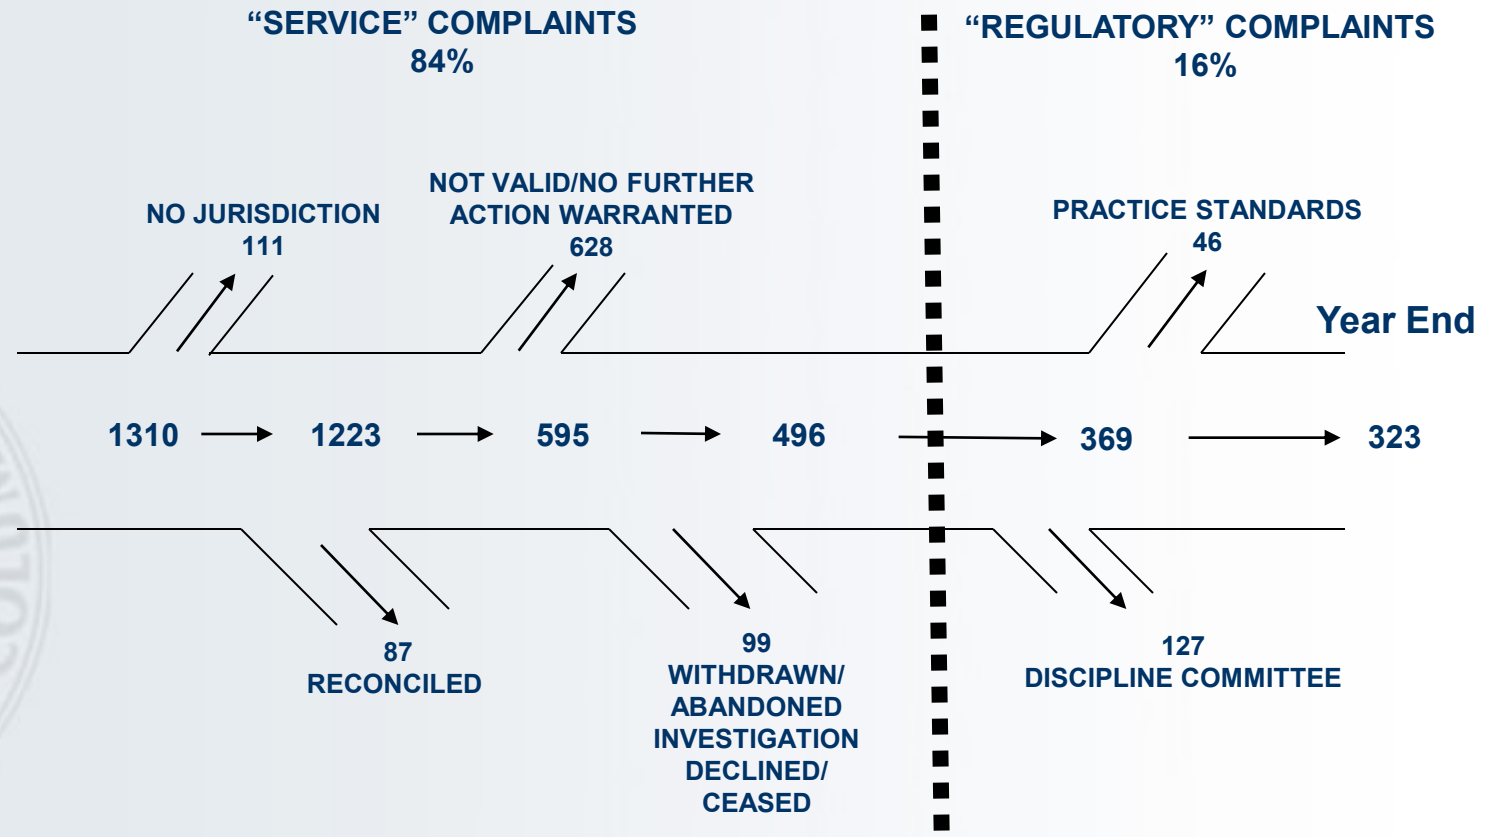 “SERVICE” COMPLAINTS
84%
“REGULATORY” COMPLAINTS
16%
NO JURISDICTION
111
NOT VALID/NO FURTHER
ACTION WARRANTED
628
PRACTICE STANDARDS
46
Year End
1310
1223
595
496
369
323
87
RECONCILED
99
WITHDRAWN/
ABANDONED
INVESTIGATION
DECLINED/
CEASED
127
DISCIPLINE COMMITTEE